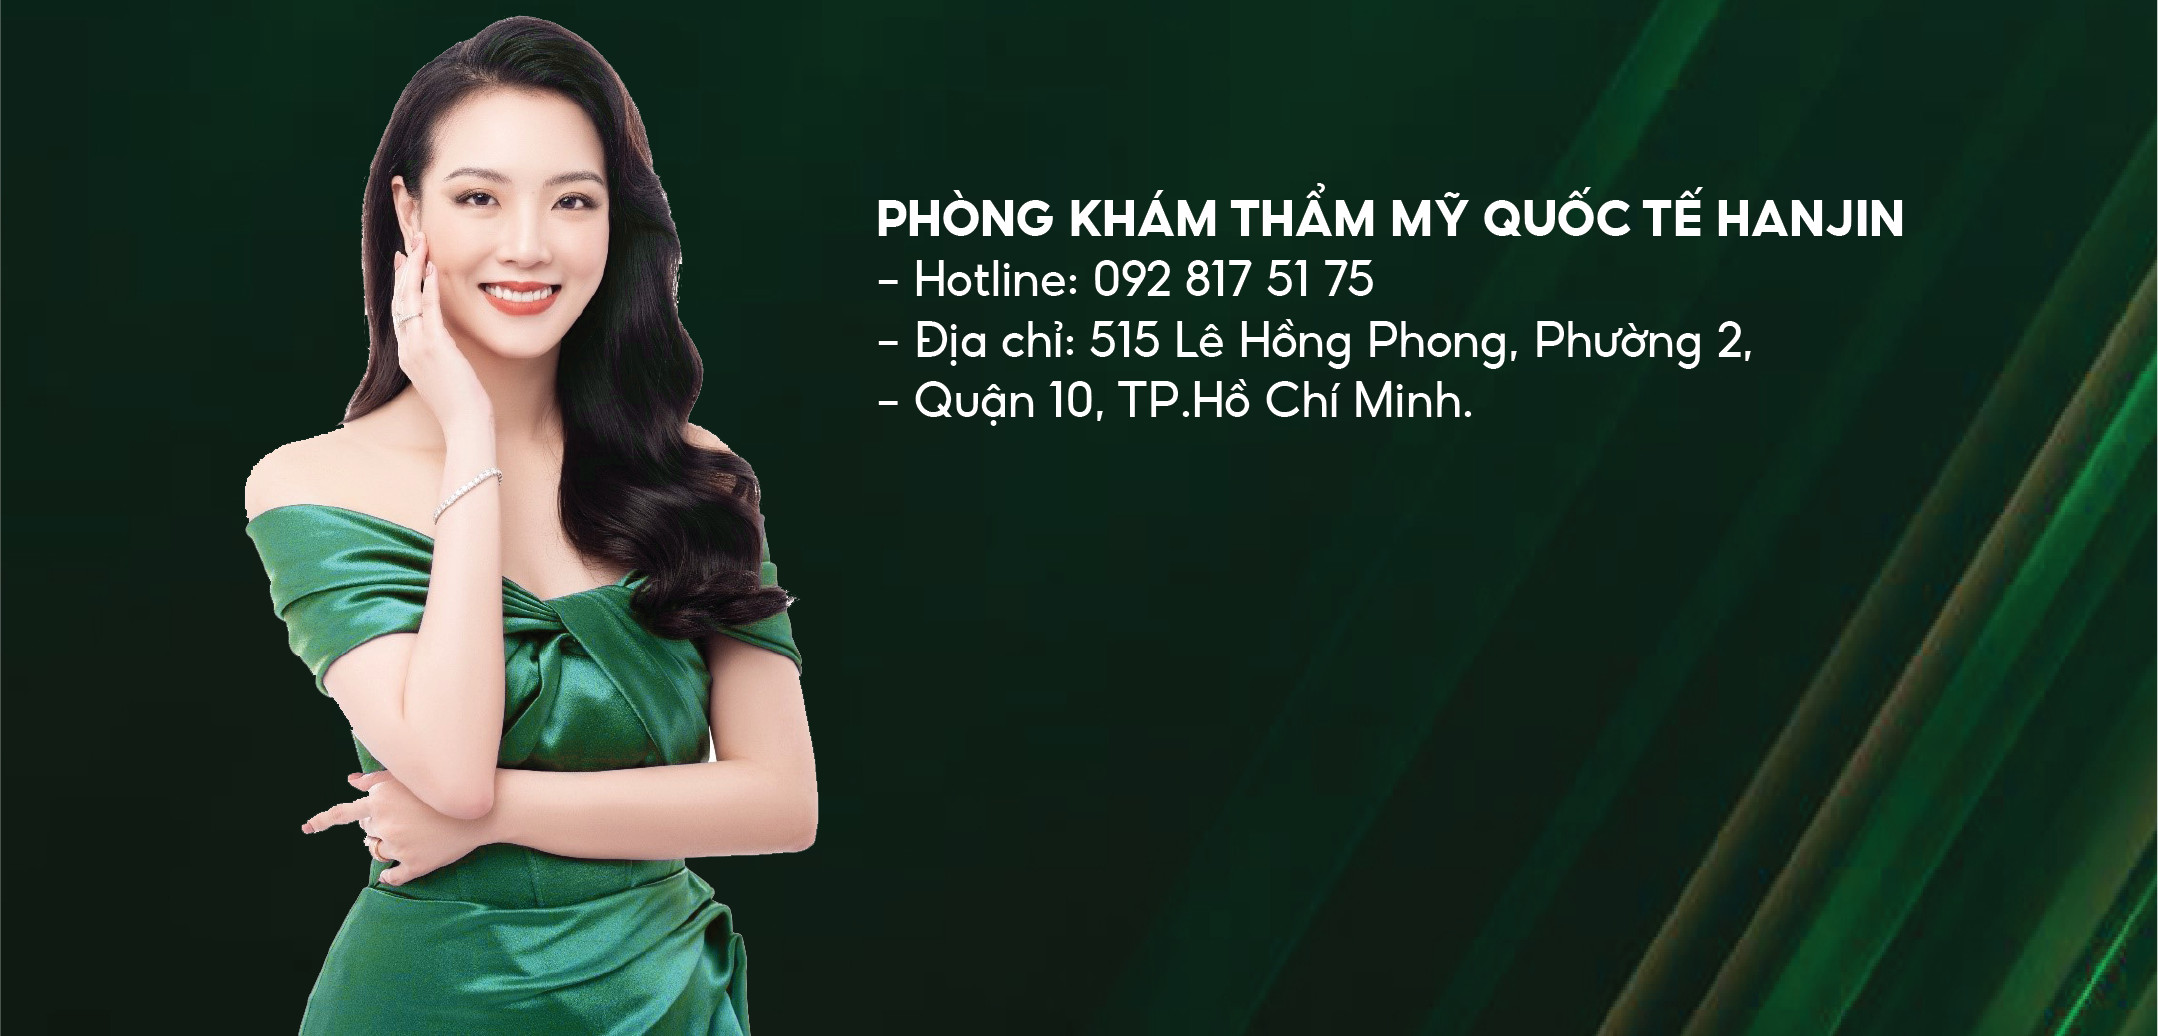 PHÒNG KHÁM THẨM MỸ QUỐC TẾ HANJIN
- Hotline: 092 817 51 75
- Địa chỉ: 515 Lê Hồng Phong, Phường 2,
- Quận 10, TP.Hồ Chí Minh.